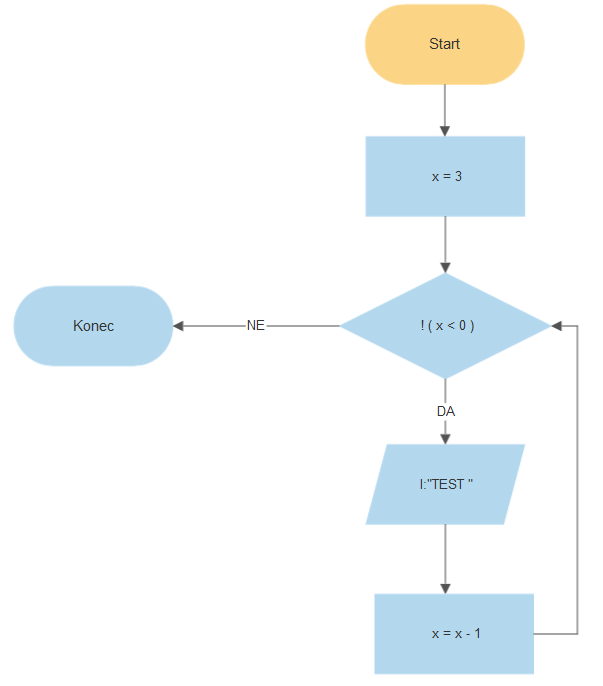 Start
x = 3
! ( x < 0 )
NE
Konec
DA
I:"TEST "
x = x - 1